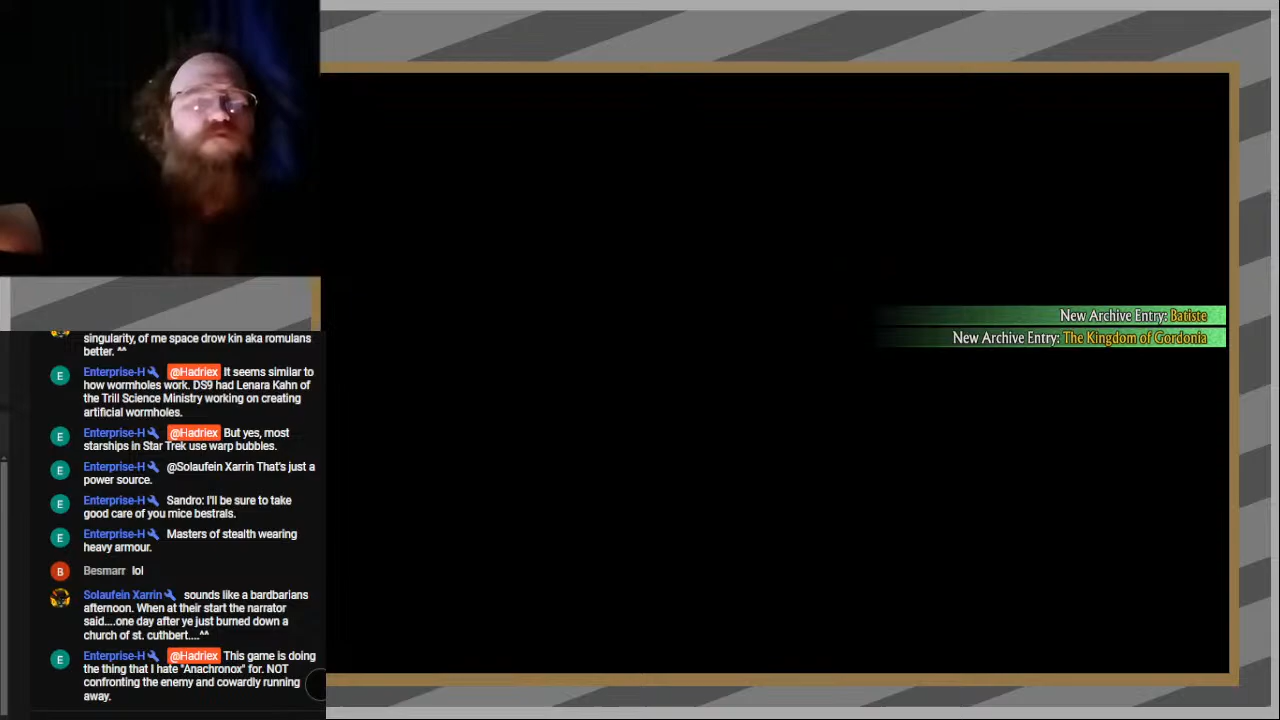 singularity, of me space drow kin aka romulans
better. ^^
E Enterprise-H @Hadriex It seems similar to
how wormholes work. DS9 had Lenara Kahn of
the Trill Science Ministry working on creating
artificial wormholes.
E Enterprise-H @Hadriex But yes, most
starships in Star Trek use warp bubbles.
E Enterprise-H @Solaufein Xarrin That's just a
power source.
E Enterprise-H Sandro: I'll be sure to take
good care of you mice bestrals.
E Enterprise-H Masters of stealth wearing
heavy armour.
B Besmarr lol
Solaufein Xarrin sounds like a bardbarians
afternoon. When at their start the narrator
said....one day after ye just burned down a
church of st. cuthbert....^^
E Enterprise-H @Hadriex This game is doing
the thing that I hate "Anachronox" for. NOT
confronting the enemy and cowardly running
away.
New Archive Entry: Batiste
New Archive Entry: The Kingdom of Gordonia